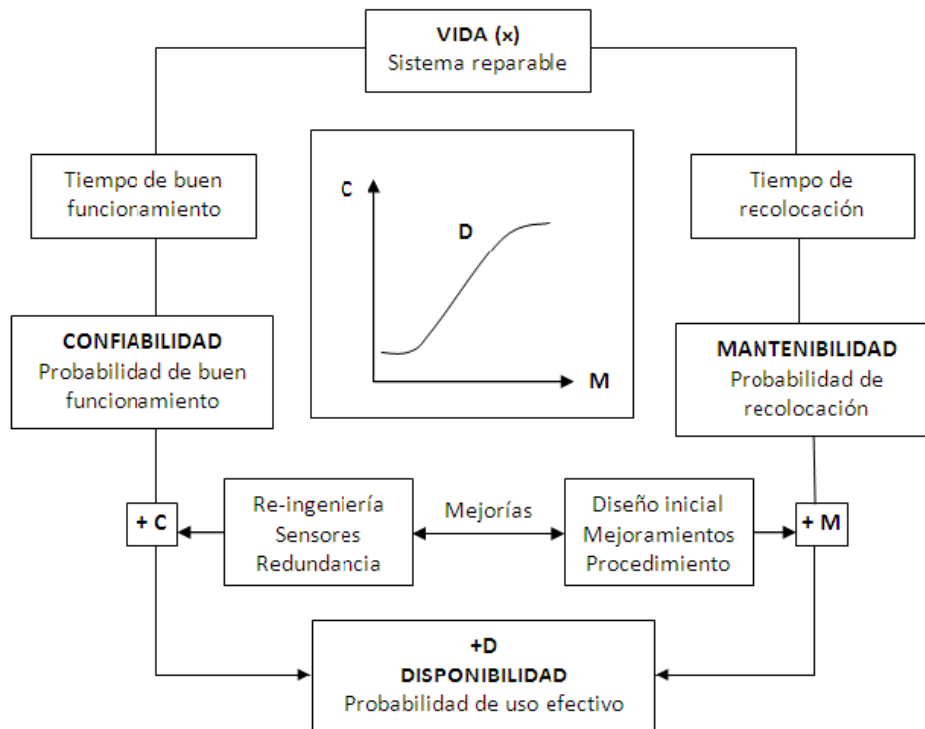 VIDA (x)
Sistema reparable
Tiempo de buen
funcionamiento
Tiempo de
recolocación
C
D
M
CONFIABILIDAD
Probabilidad de buen
funcionamiento
MANTENIBILIDAD
Probabilidad de
recolocación
+ C
Re-ingeniería
Sensores
Redundancia
Mejorías
Diseño inicial
Mejoramientos
Procedimiento
+ M
+D
DISPONIBILIDAD
Probabilidad de uso efectivo